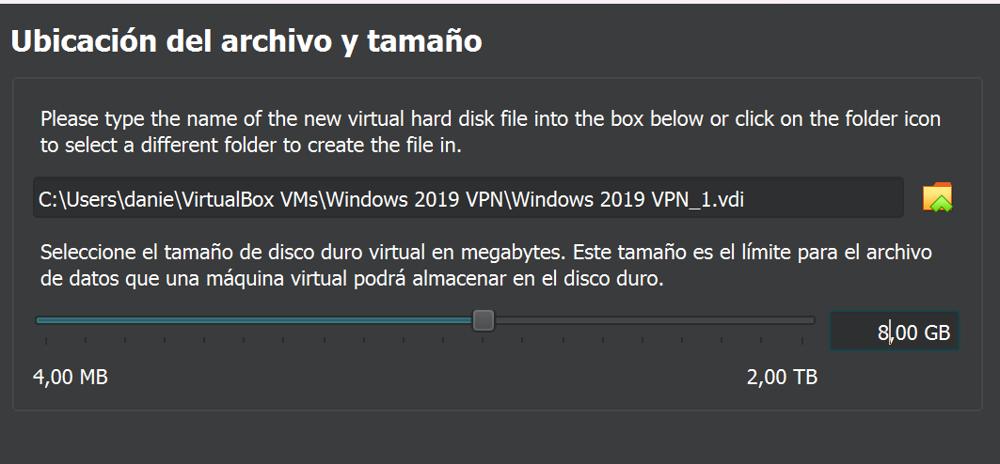 Ubicación del archivo y tamaño
Please type the name of the new virtual hard disk file into the box below or click on the folder icon
to select a different folder to create the file in.
C:\Users\danie\VirtualBox VMs\Windows 2019 VPN\Windows 2019 VPN_1.vdi
Seleccione el tamaño de disco duro virtual en megabytes. Este tamaño es el límite para el archivo
de datos que una máquina virtual podrá almacenar en el disco duro.
8,00 GB
4,00 MB
2,00 TB